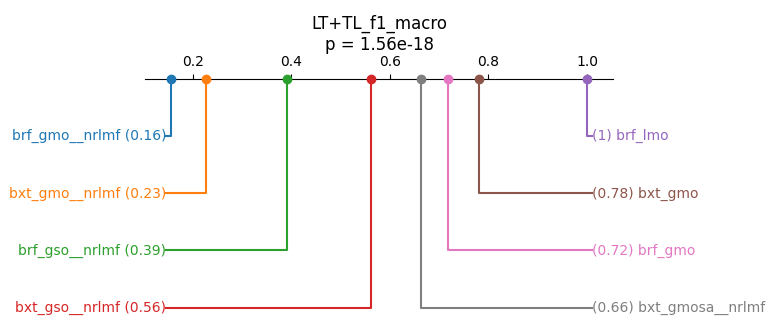 LT+TL_f1_macro
p = 1.56e-18
0.2 0.4 0.6 0.8 1.0
brf_gmo__nrlmf (0.16) (1) brf_lmo
bxt_gmo__nrlmf (0.23) (0.78) bxt_gmo
brf_gso__nrlmf (0.39) (0.72) brf_gmo
bxt_gso__nrlmf (0.56) (0.66) bxt_gmosa__nrlmf